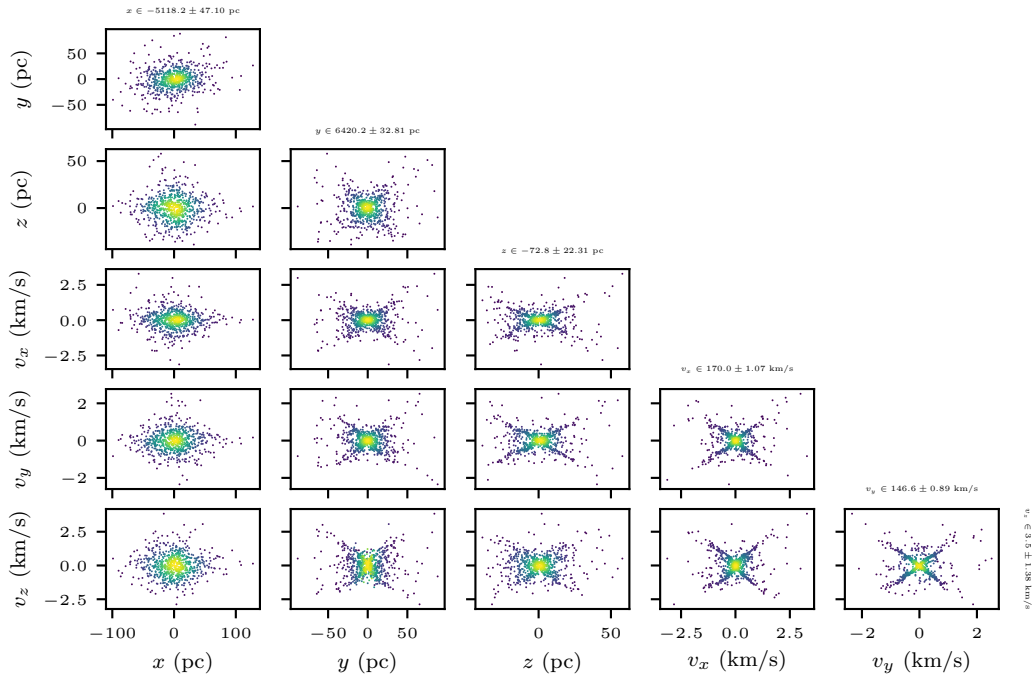 x ∈ −5118.2 ± 47.10 pc
50
0
−50
y (pc)
y ∈ 6420.2 ± 32.81 pc
50
0
z (pc)
z ∈ −72.8 ± 22.31 pc
2.5
0.0
−2.5
v_x (km/s)
v_x ∈ 170.0 ± 1.07 km/s
2
0
−2
v_y (km/s)
v_y ∈ 146.6 ± 0.89 km/s
2.5
0.0
−2.5
v_z (km/s)
v_z ∈ 3.5 ± 1.38 km/s
−100 0 100
−50 0 50
0 50
−2.5 0.0 2.5
−2 0 2
x (pc)
y (pc)
z (pc)
v_x (km/s)
v_y (km/s)